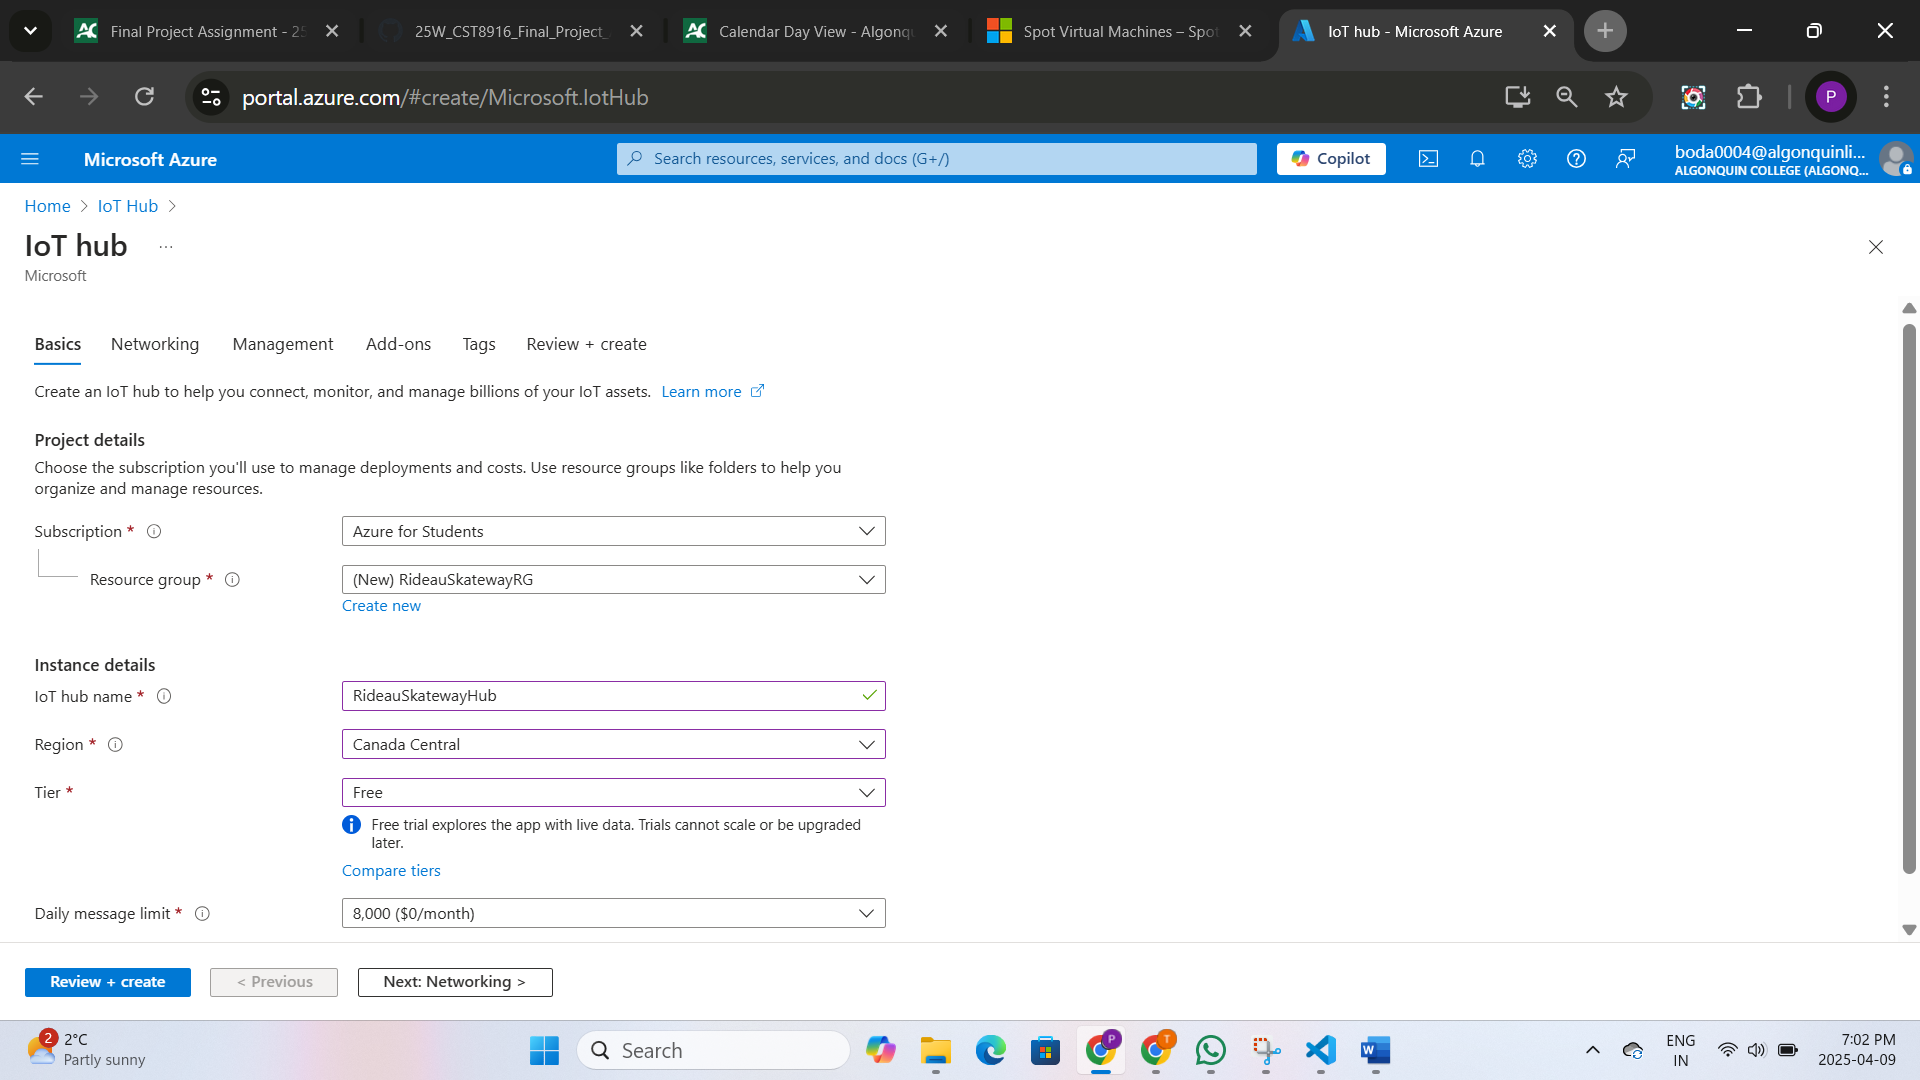 Final Project Assignment - 25
25W_CST8916_Final_Project_
Calendar Day View - Algonqu
Spot Virtual Machines – Spot
IoT hub - Microsoft Azure
portal.azure.com/#create/Microsoft.IotHub
P
Microsoft Azure
Search resources, services, and docs (G+/)
Copilot
boda0004@algonquinli...
ALGONQUIN COLLEGE (ALGONQ...
Home > IoT Hub >
IoT hub ...
Microsoft
Basics Networking Management Add-ons Tags Review + create
Create an IoT hub to help you connect, monitor, and manage billions of your IoT assets. Learn more
Project details
Choose the subscription you'll use to manage deployments and costs. Use resource groups like folders to help you
organize and manage resources.
Subscription * Azure for Students
Resource group * (New) RideauSkatewayRG
Create new
Instance details
IoT hub name * RideauSkatewayHub
Region * Canada Central
Tier * Free
Free trial explores the app with live data. Trials cannot scale or be upgraded
later.
Compare tiers
Daily message limit * 8,000 ($0/month)
Review + create < Previous Next: Networking >
2
2°C
Partly sunny
Search
P
T
ENG
IN
7:02 PM
2025-04-09